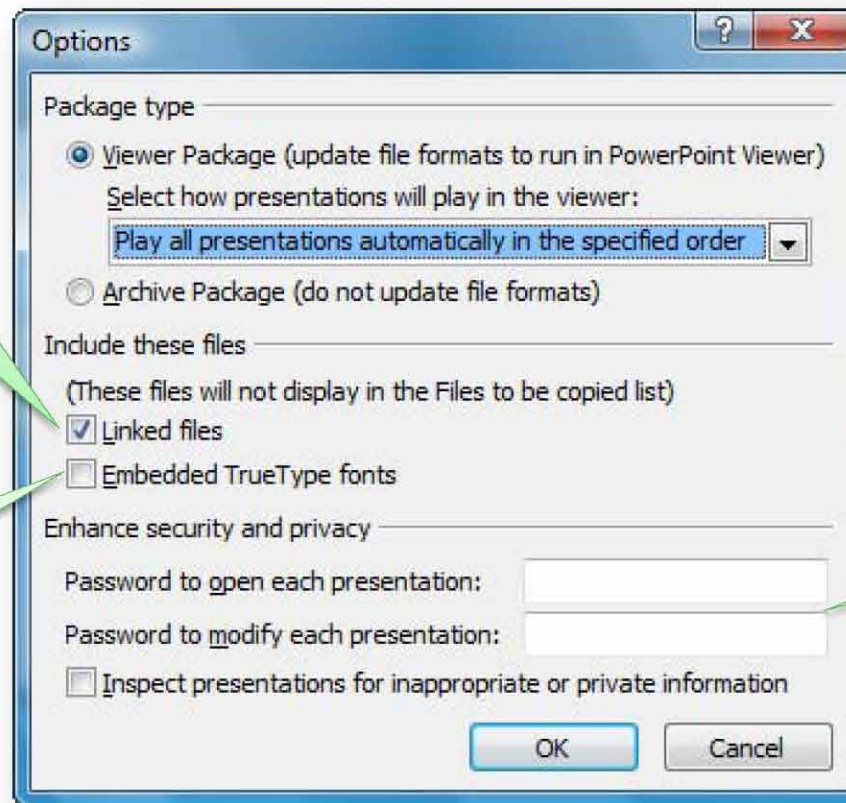 Options
?
X
Package type
Viewer Package (update file formats to run in PowerPoint Viewer)
Select how presentations will play in the viewer:
Play all presentations automatically in the specified order
Archive Package (do not update file formats)
Include these files
(These files will not display in the Files to be copied list)
Linked files
Embedded TrueType fonts
Enhance security and privacy
Password to open each presentation:
Password to modify each presentation:
Inspect presentations for inappropriate or private information
OK
Cancel